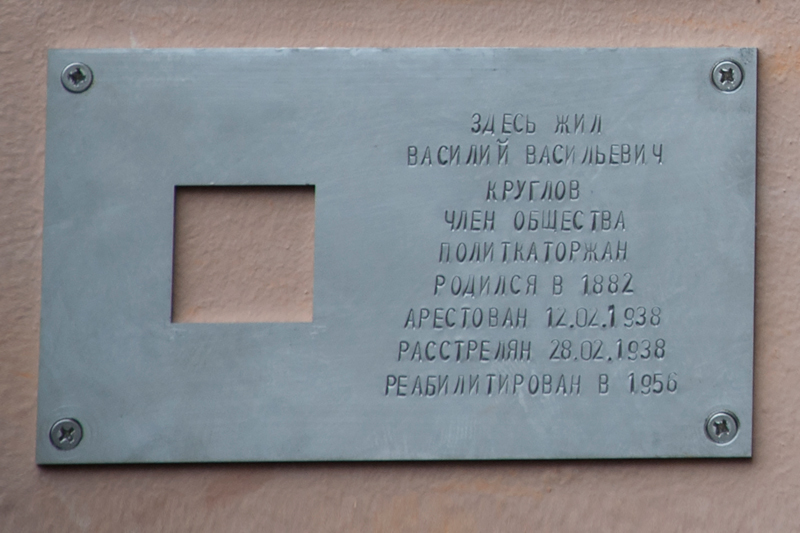 ЗДЕСЬ ЖИЛ
ВАСИЛИЙ ВАСИЛЬЕВИЧ
КРУГЛОВ
ЧЛЕН ОБЩЕСТВА
ПОЛИТКАТОРЖАН
РОДИЛСЯ В 1882
АРЕСТОВАН 12.02.1938
РАССТРЕЛЯН 28.02.1938
РЕАБИЛИТИРОВАН В 1956